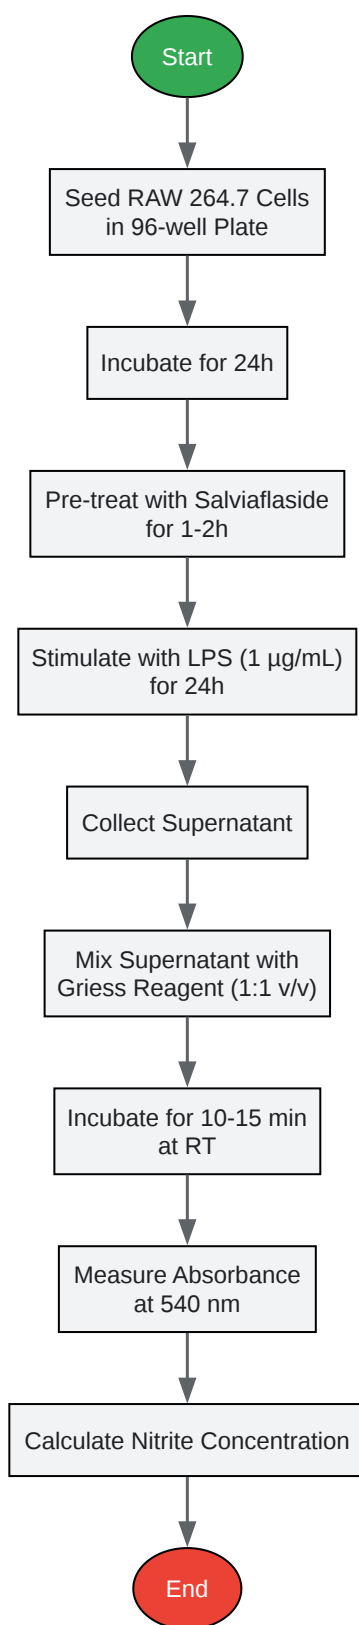 Start
Seed RAW 264.7 Cells
in 96-well Plate
Incubate for 24h
Pre-treat with Salviaflaside
for 1-2h
Stimulate with LPS (1 µg/mL)
for 24h
Collect Supernatant
Mix Supernatant with
Griess Reagent (1:1 v/v)
Incubate for 10-15 min
at RT
Measure Absorbance
at 540 nm
Calculate Nitrite Concentration
End